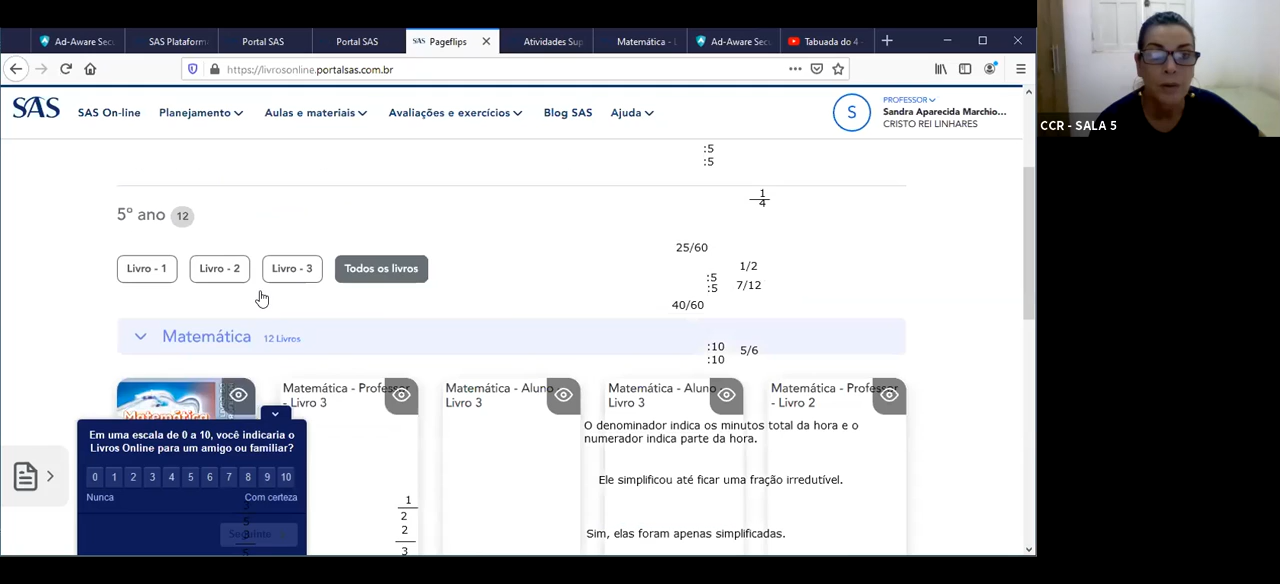 Ad-Aware Sec
SAS Plataform
Portal SAS
Portal SAS
SAS Pageflips
Atividades Sup
Matemática - L
Ad-Aware Sec
Tabuada do 4 -
https://livrosonline.portalsas.com.br
SAS
SAS On-line
Planejamento
Aulas e materiais
Avaliações e exercícios
Blog SAS
Ajuda
S
PROFESSOR
Sandra Aparecida Marchio...
CRISTO REI LINHARES
CCR - SALA 5
:5
:5
1
4
5º ano 12
25/60
1/2
:5
:5
7/12
40/60
Livro - 1
Livro - 2
Livro - 3
Todos os livros
Matemática 12 Livros
:10
:10
5/6
Matemática
Matemática - Professor
- Livro 3
Matemática - Aluno
Livro 3
Matemática - Aluno
Livro 3
Matemática - Professor
- Livro 2
O denominador indica os minutos total da hora e o
numerador indica parte da hora.
Ele simplificou até ficar uma fração irredutível.
Sim, elas foram apenas simplificadas.
Em uma escala de 0 a 10, você indicaria o
Livros Online para um amigo ou familiar?
0 1 2 3 4 5 6 7 8 9 10
Nunca
Com certeza
Seguinte
1
2
2
3